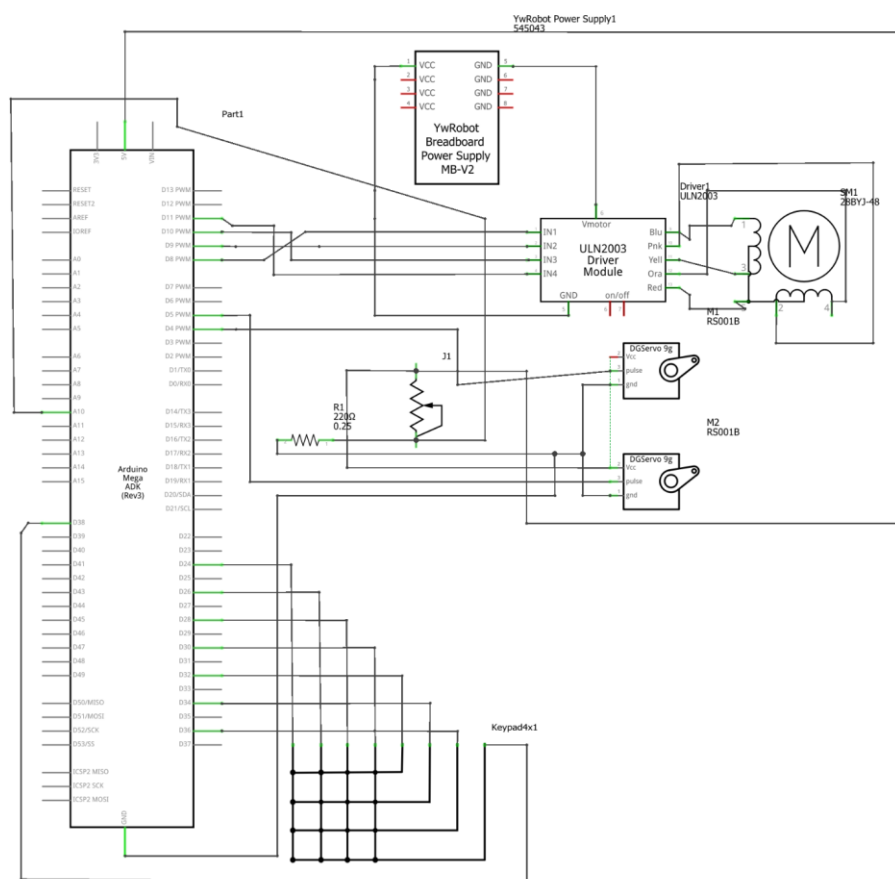 YwRobot Power Supply1
545043
1
VCC
GND
5
2
VCC
GND
6
3
VCC
GND
7
4
VCC
GND
8
YwRobot
Breadboard
Power Supply
MB-V2
Part1
3V3
5V
VIN
RESET
RESET2
AREF
IOREF
A0
A1
A2
A3
A4
A5
A6
A7
A8
A9
A10
A11
A12
A13
A14
A15
D38
D39
D40
D41
D42
D43
D44
D45
D46
D47
D48
D49
D50/MISO
D51/MOSI
D52/SCK
D53/SS
ICSP2 MISO
ICSP2 SCK
ICSP2 MOSI
GND
Arduino
Mega
ADK
(Rev3)
D13 PWM
D12 PWM
D11 PWM
D10 PWM
D9 PWM
D8 PWM
D7 PWM
D6 PWM
D5 PWM
D4 PWM
D3 PWM
D2 PWM
D1/TX0
D0/RX0
D14/TX3
D15/RX3
D16/TX2
D17/RX2
D18/TX1
D19/RX1
D20/SDA
D21/SCL
D22
D23
D24
D25
D26
D27
D28
D29
D30
D31
D32
D33
D34
D35
D36
D37
Driver1
ULN2003
Vmotor
IN1
IN2
IN3
IN4
ULN2003
Driver
Module
Blu
Pnk
Yell
Ora
Red
GND
on/off
SM1
28BYJ-48
M
1
3
2
4
M1
RS001B
DGServo 9g
Vcc
pulse
gnd
J1
R1
220Ω
0.25
M2
RS001B
DGServo 9g
Vcc
pulse
gnd
Keypad4x1